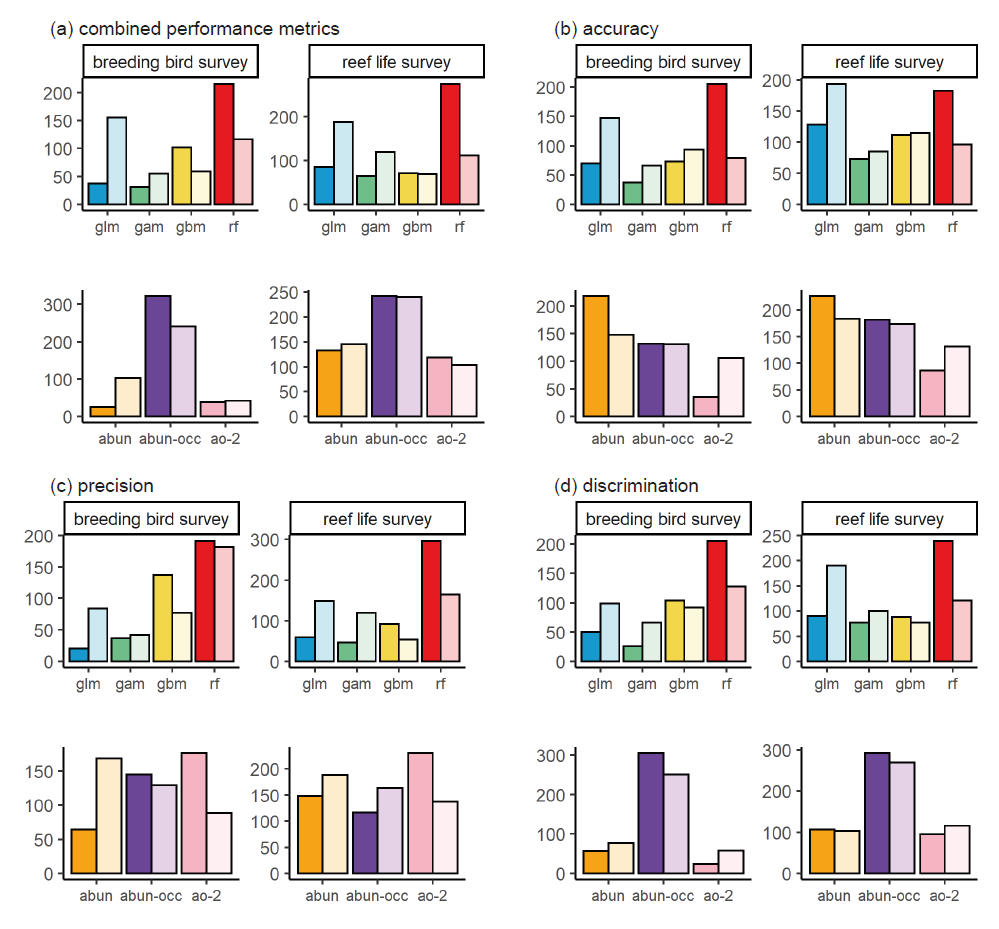 (a) combined performance metrics
(b) accuracy
breeding bird survey
reef life survey
breeding bird survey
reef life survey
200
150
100
50
0
200
100
0
200
150
100
50
0
200
150
100
50
0
glm gam gbm rf
glm gam gbm rf
glm gam gbm rf
glm gam gbm rf
300
200
100
0
250
200
150
100
50
0
200
150
100
50
0
200
150
100
50
0
abun abun-occ ao-2
abun abun-occ ao-2
abun abun-occ ao-2
abun abun-occ ao-2
(c) precision
(d) discrimination
breeding bird survey
reef life survey
breeding bird survey
reef life survey
200
150
100
50
0
300
200
100
0
200
150
100
50
0
250
200
150
100
50
0
glm gam gbm rf
glm gam gbm rf
glm gam gbm rf
glm gam gbm rf
150
100
50
0
200
150
100
50
0
300
200
100
0
300
200
100
0
abun abun-occ ao-2
abun abun-occ ao-2
abun abun-occ ao-2
abun abun-occ ao-2